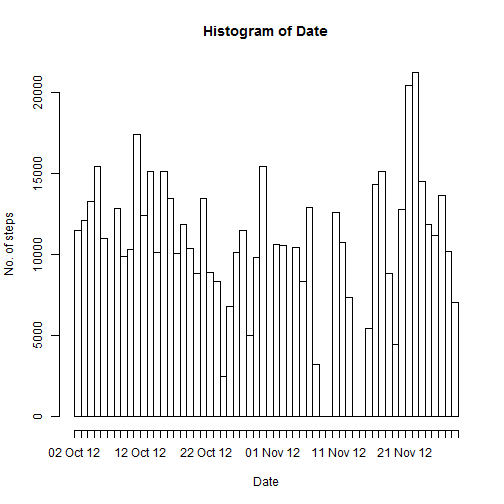 Histogram of Date
No. of steps
20000
15000
10000
5000
0
02 Oct 12 12 Oct 12 22 Oct 12 01 Nov 12 11 Nov 12 21 Nov 12
Date